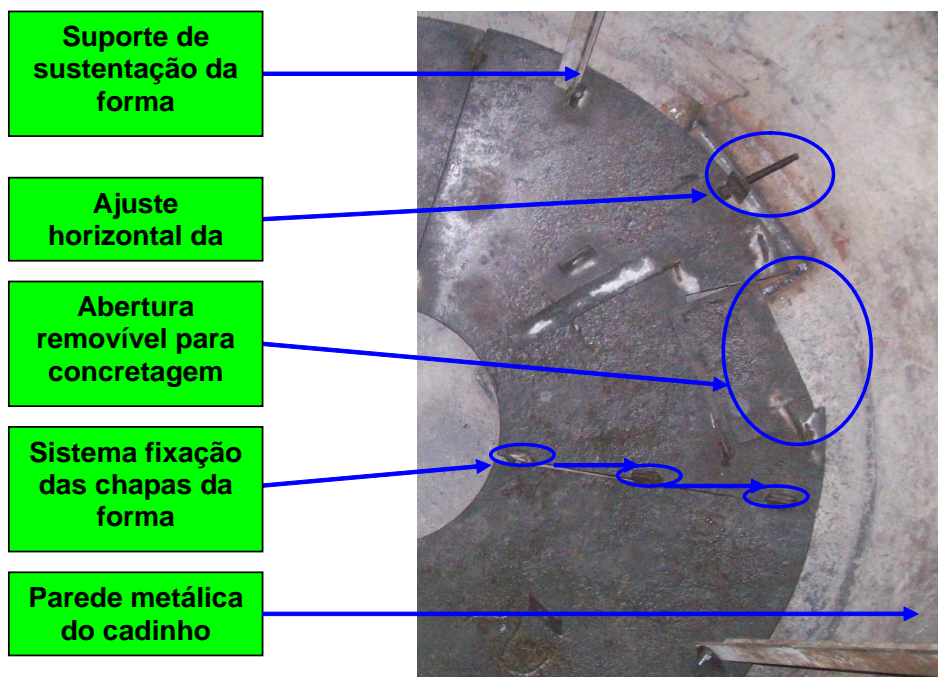 Suporte de
sustentação da
forma
Ajuste
horizontal da
Abertura
removível para
concretagem
Sistema fixação
das chapas da
forma
Parede metálica
do cadinho